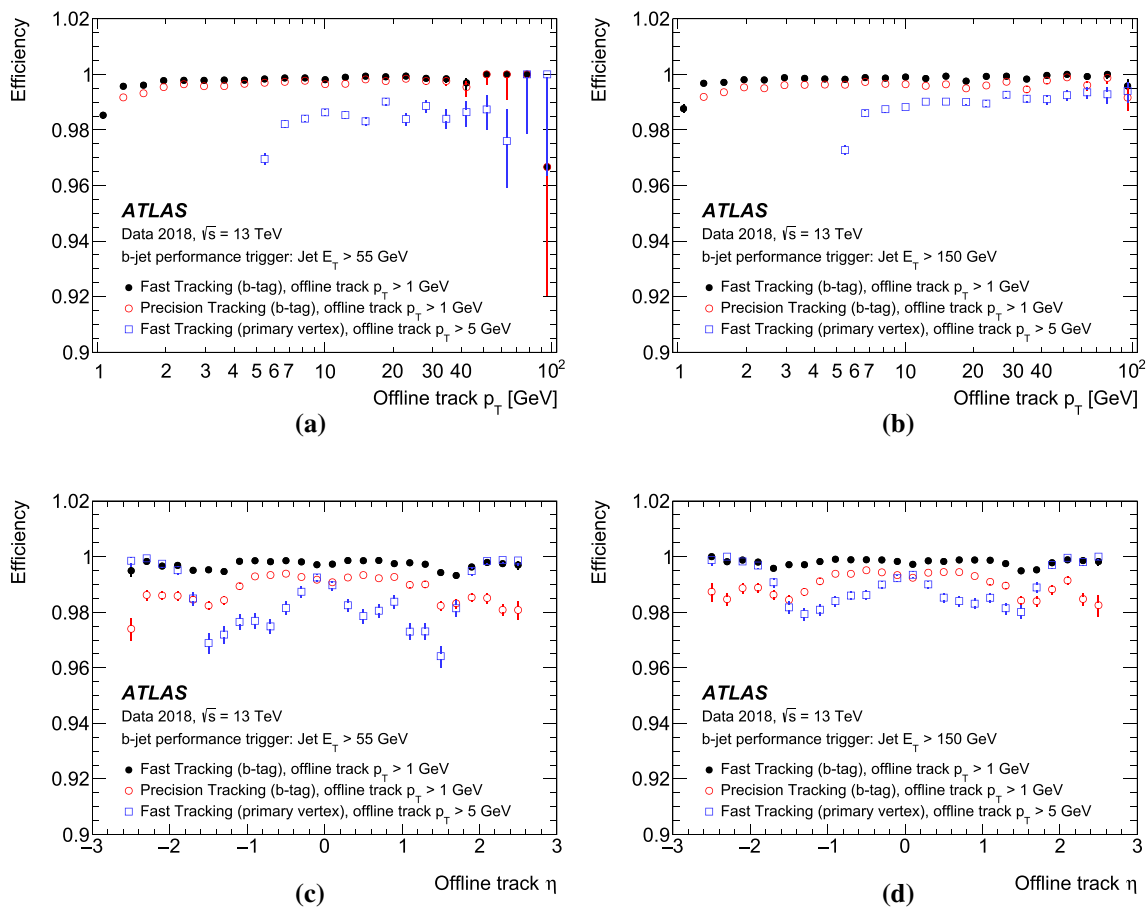 Efficiency
1.02
1
0.98
0.96
0.94
0.92
0.9
ATLAS
Data 2018, √s = 13 TeV
b-jet performance trigger: Jet E_T > 55 GeV
Fast Tracking (b-tag), offline track p_T > 1 GeV
Precision Tracking (b-tag), offline track p_T > 1 GeV
Fast Tracking (primary vertex), offline track p_T > 5 GeV
1 2 3 4 5 6 7 10 20 30 40 10²
Offline track p_T [GeV]
(a)
Efficiency
1.02
1
0.98
0.96
0.94
0.92
0.9
ATLAS
Data 2018, √s = 13 TeV
b-jet performance trigger: Jet E_T > 150 GeV
Fast Tracking (b-tag), offline track p_T > 1 GeV
Precision Tracking (b-tag), offline track p_T > 1 GeV
Fast Tracking (primary vertex), offline track p_T > 5 GeV
1 2 3 4 5 6 7 10 20 30 40 10²
Offline track p_T [GeV]
(b)
Efficiency
1.02
1
0.98
0.96
0.94
0.92
0.9
ATLAS
Data 2018, √s = 13 TeV
b-jet performance trigger: Jet E_T > 55 GeV
Fast Tracking (b-tag), offline track p_T > 1 GeV
Precision Tracking (b-tag), offline track p_T > 1 GeV
Fast Tracking (primary vertex), offline track p_T > 5 GeV
−3 −2 −1 0 1 2 3
Offline track η
(c)
Efficiency
1.02
1
0.98
0.96
0.94
0.92
0.9
ATLAS
Data 2018, √s = 13 TeV
b-jet performance trigger: Jet E_T > 150 GeV
Fast Tracking (b-tag), offline track p_T > 1 GeV
Precision Tracking (b-tag), offline track p_T > 1 GeV
Fast Tracking (primary vertex), offline track p_T > 5 GeV
−3 −2 −1 0 1 2 3
Offline track η
(d)